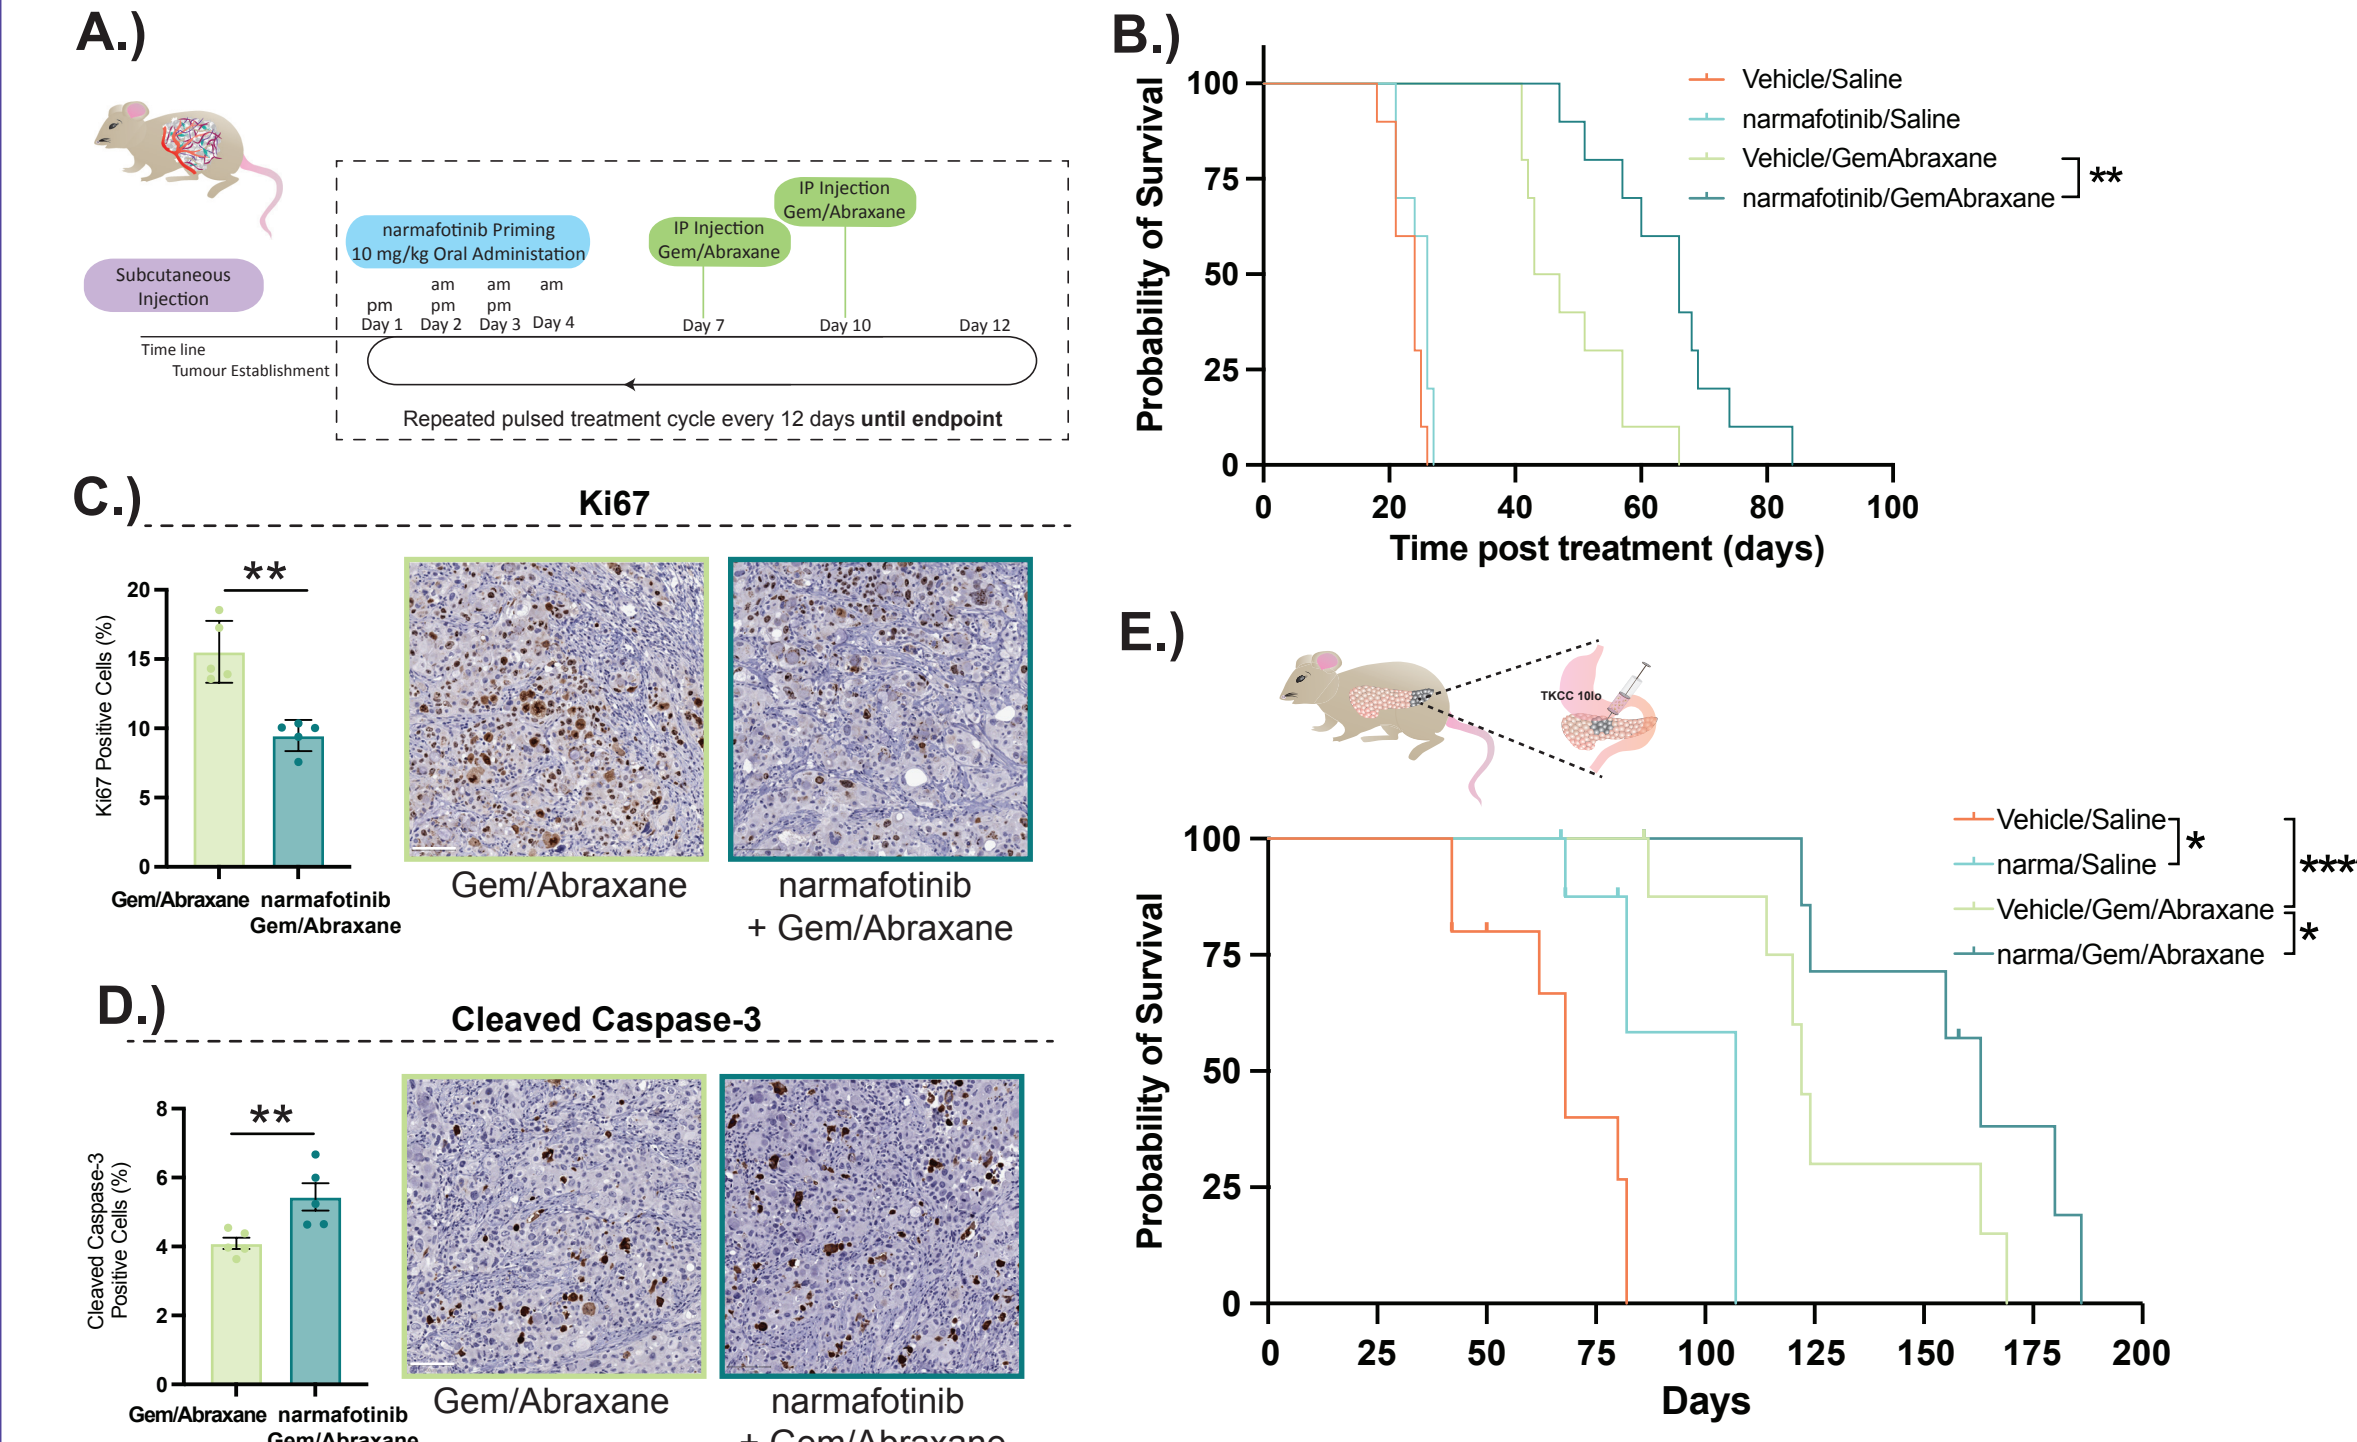 A.)
Subcutaneous
Injection
narmafotinib Priming
10 mg/kg Oral Administation
IP Injection
Gem/Abraxane
IP Injection
Gem/Abraxane
am
am
am
pm
pm
pm
Day 1
Day 2
Day 3
Day 4
Day 7
Day 10
Day 12
Time line
Tumour Establishment
Repeated pulsed treatment cycle every 12 days until endpoint
B.)
Probability of Survival
100
75
50
25
0
0
20
40
60
80
100
Time post treatment (days)
Vehicle/Saline
narmafotinib/Saline
Vehicle/GemAbraxane
narmafotinib/GemAbraxane
**
C.)
Ki67
Ki67 Positive Cells (%)
20
15
10
5
0
**
Gem/Abraxane
narmafotinib
Gem/Abraxane
Gem/Abraxane
narmafotinib
+ Gem/Abraxane
D.)
Cleaved Caspase-3
Cleaved Caspase-3
Positive Cells (%)
8
6
4
2
0
**
Gem/Abraxane
narmafotinib
Gem/Abraxane
Gem/Abraxane
narmafotinib
+ Gem/Abraxane
E.)
TKCC 10lo
Vehicle/Saline
narma/Saline
Vehicle/Gem/Abraxane
narma/Gem/Abraxane
*
***
*
Probability of Survival
100
75
50
25
0
0
25
50
75
100
125
150
175
200
Days